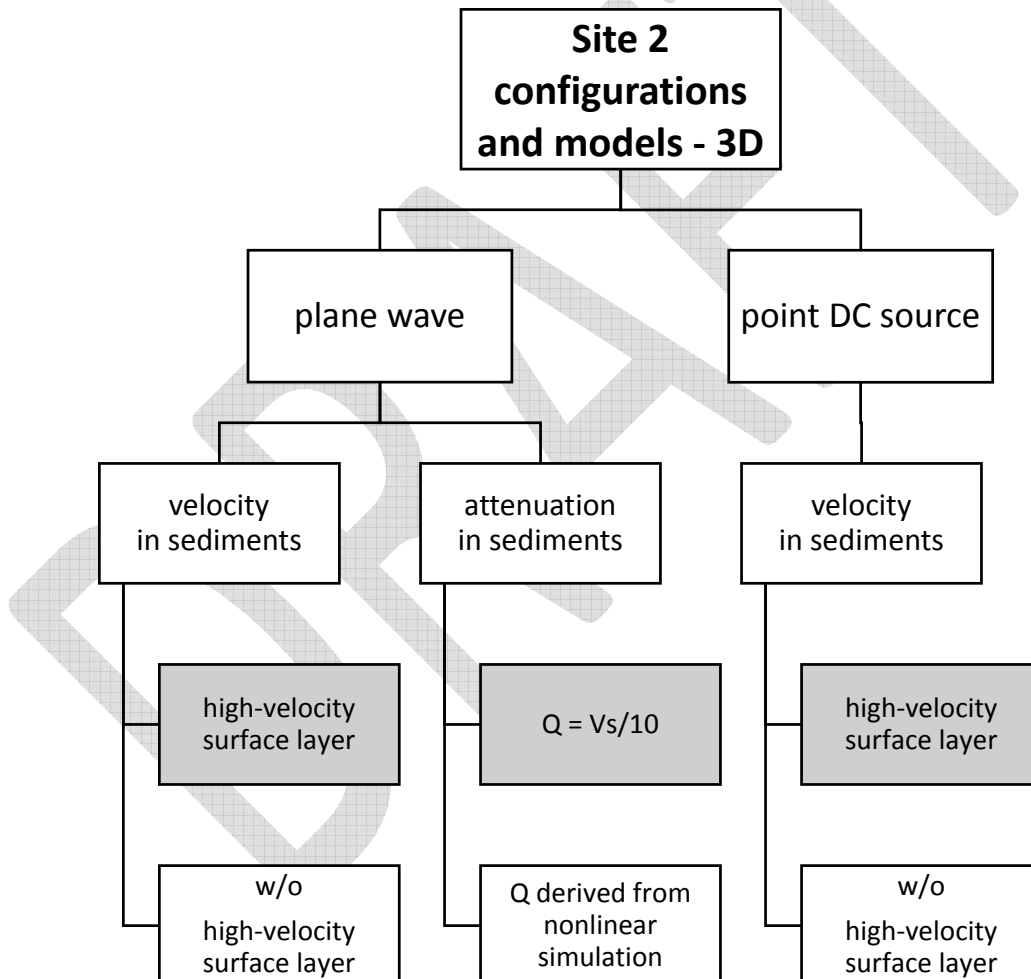 Site 2
configurations
and models - 3D
plane wave
point DC source
velocity
in sediments
attenuation
in sediments
velocity
in sediments
high-velocity
surface layer
Q = Vs/10
high-velocity
surface layer
w/o
high-velocity
surface layer
Q derived from
nonlinear
simulation
w/o
high-velocity
surface layer
DRAFT